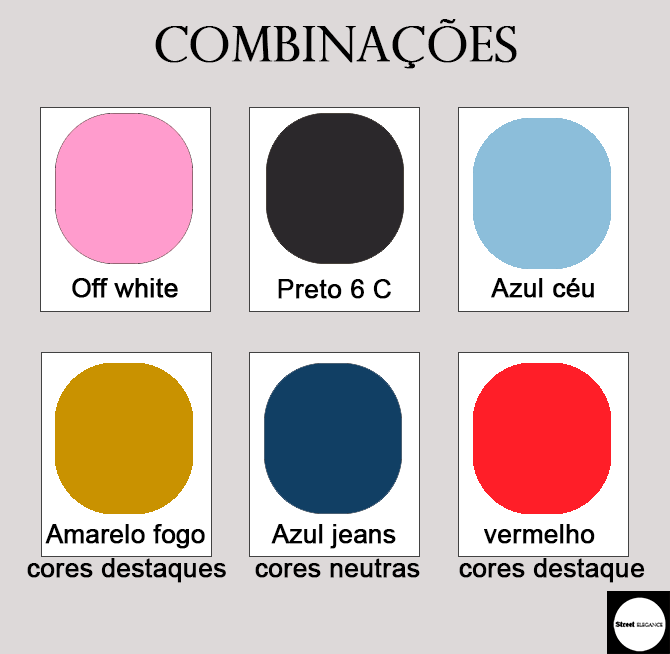 COMBINAÇÕES
Off white
Preto 6 C
Azul céu
Amarelo fogo
Azul jeans
vermelho
cores destaques
cores neutras
cores destaque
Street ELEGANCE